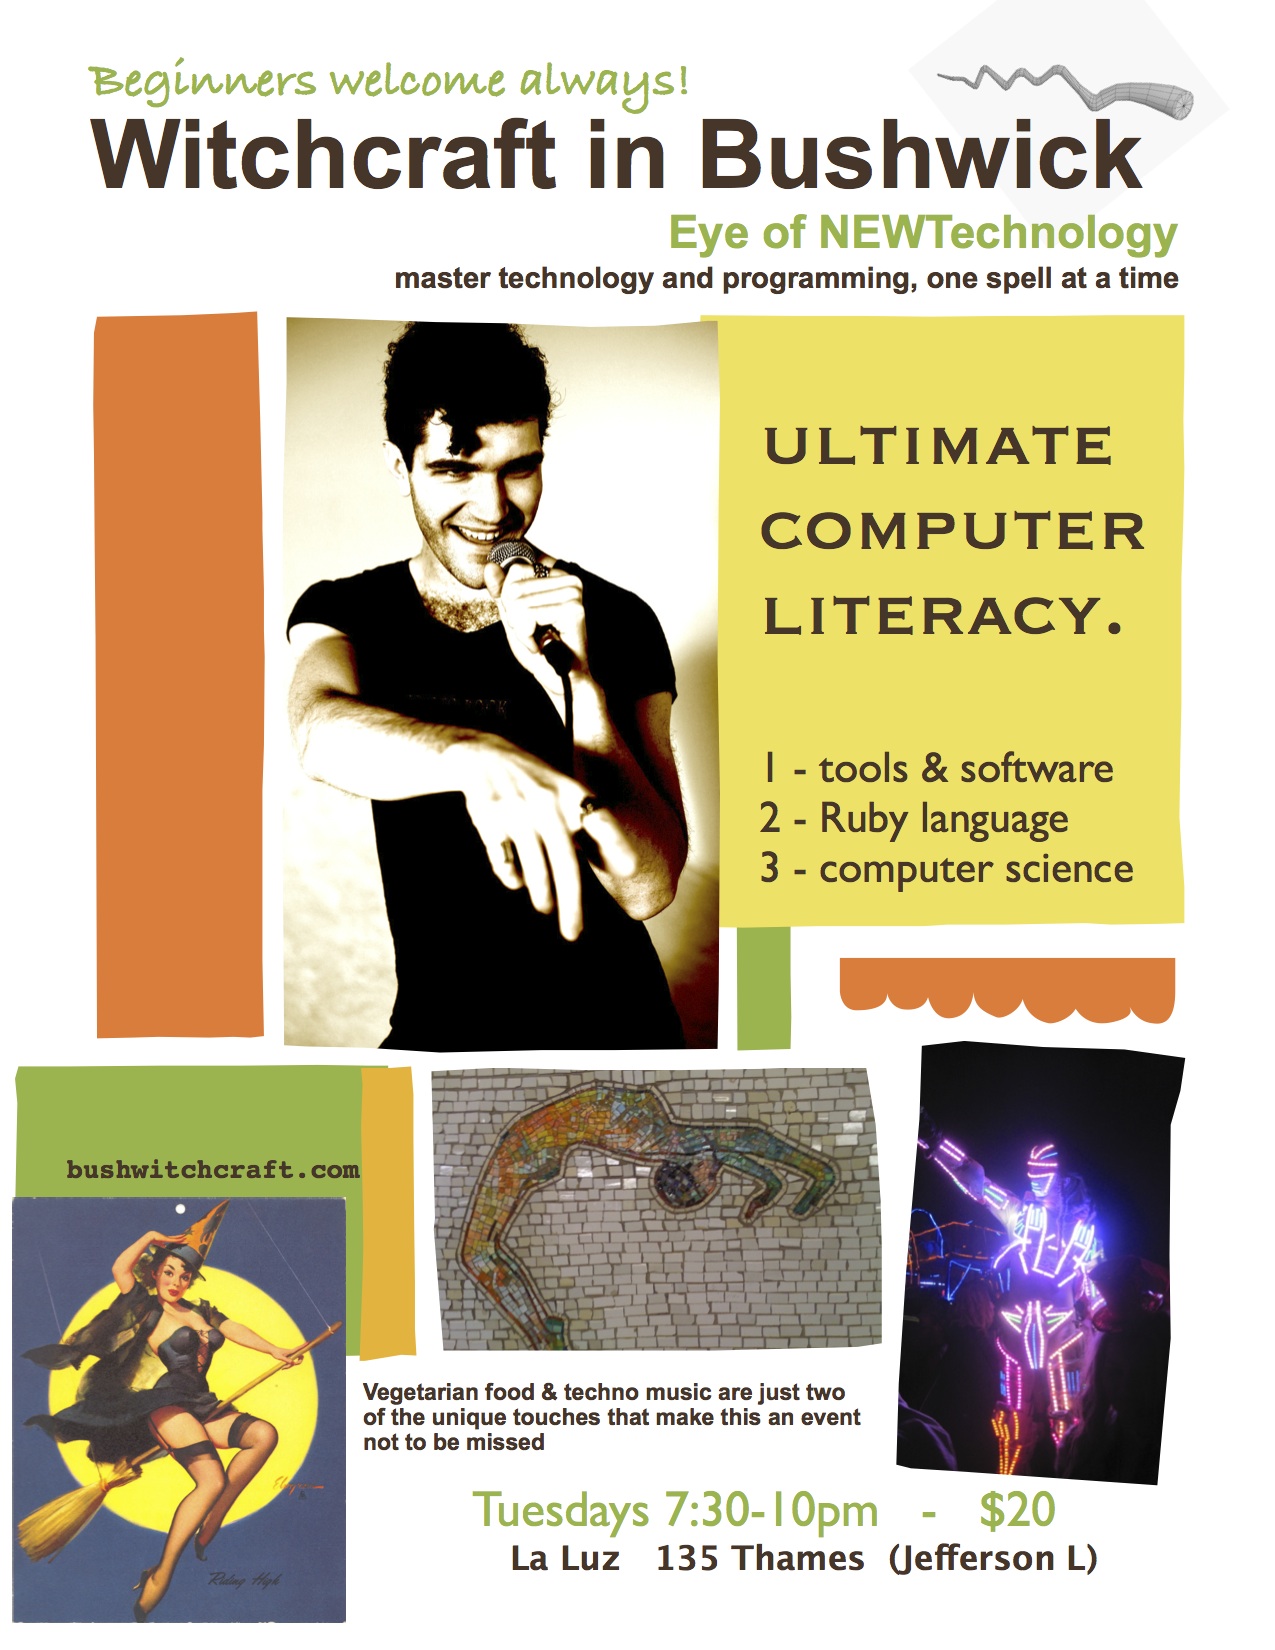 Beginners welcome always!
Witchcraft in Bushwick
Eye of NEWTechnology
master technology and programming, one spell at a time
ULTIMATE
COMPUTER
LITERACY.
1 - tools & software
2 - Ruby language
3 - computer science
bushwitchcraft.com
Riding High
Vegetarian food & techno music are just two
of the unique touches that make this an event
not to be missed
Tuesdays 7:30-10pm - $20
La Luz 135 Thames (Jefferson L)